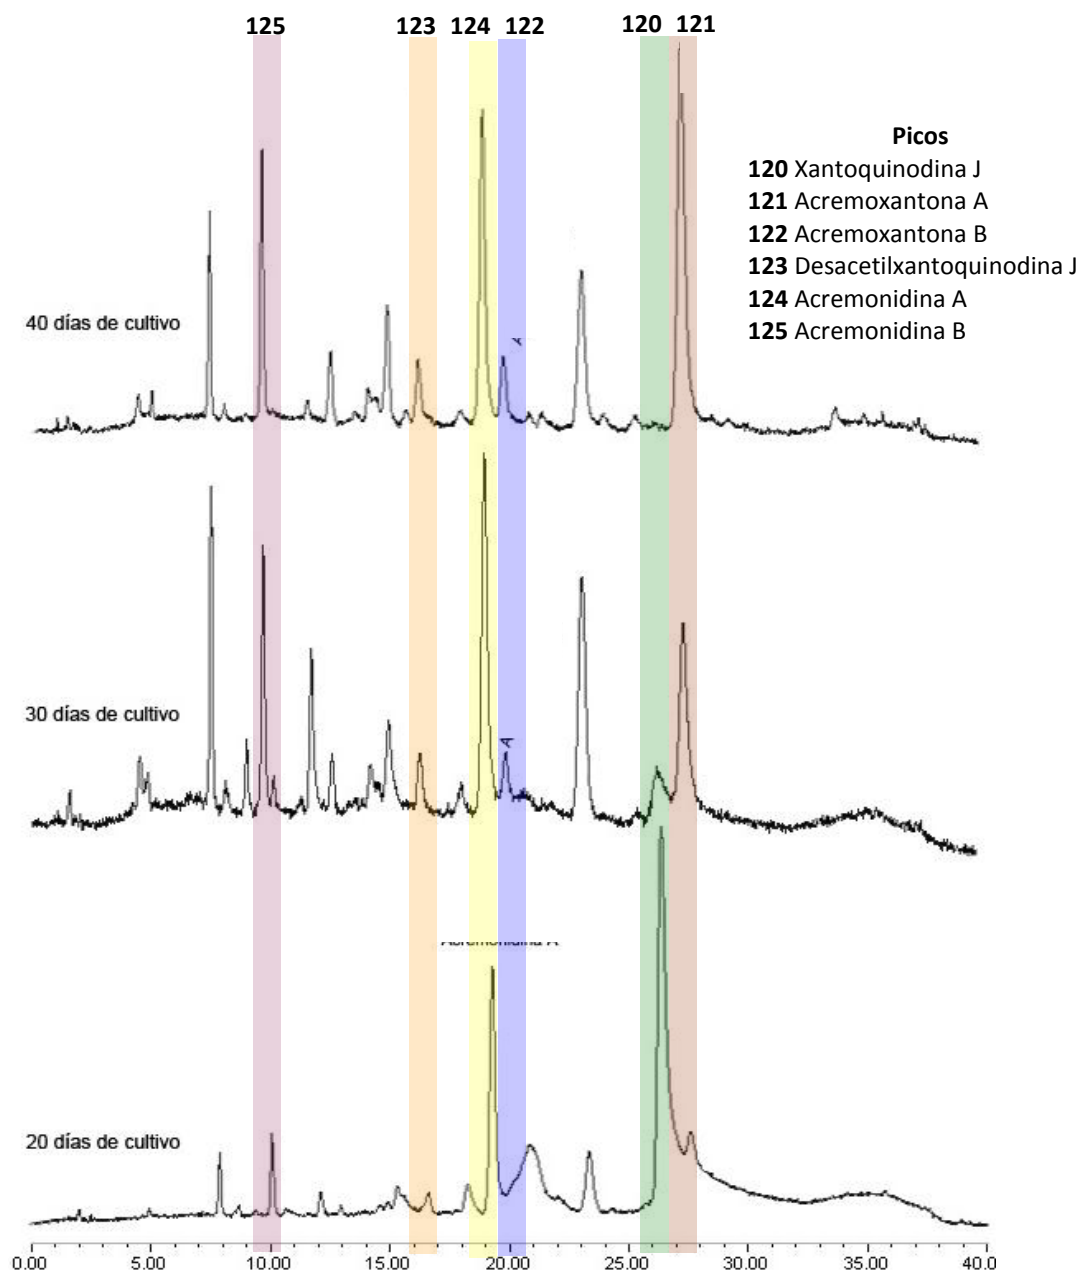 125 123 124 122 120 121
Picos
120 Xantoquinodina J
121 Acremoxantona A
122 Acremoxantona B
123 Desacetilxantoquinodina J
124 Acremonidina A
125 Acremonidina B
40 días de cultivo
A
30 días de cultivo
A
20 días de cultivo
0.00 5.00 10.00 15.00 20.00 25.00 30.00 35.00 40.0